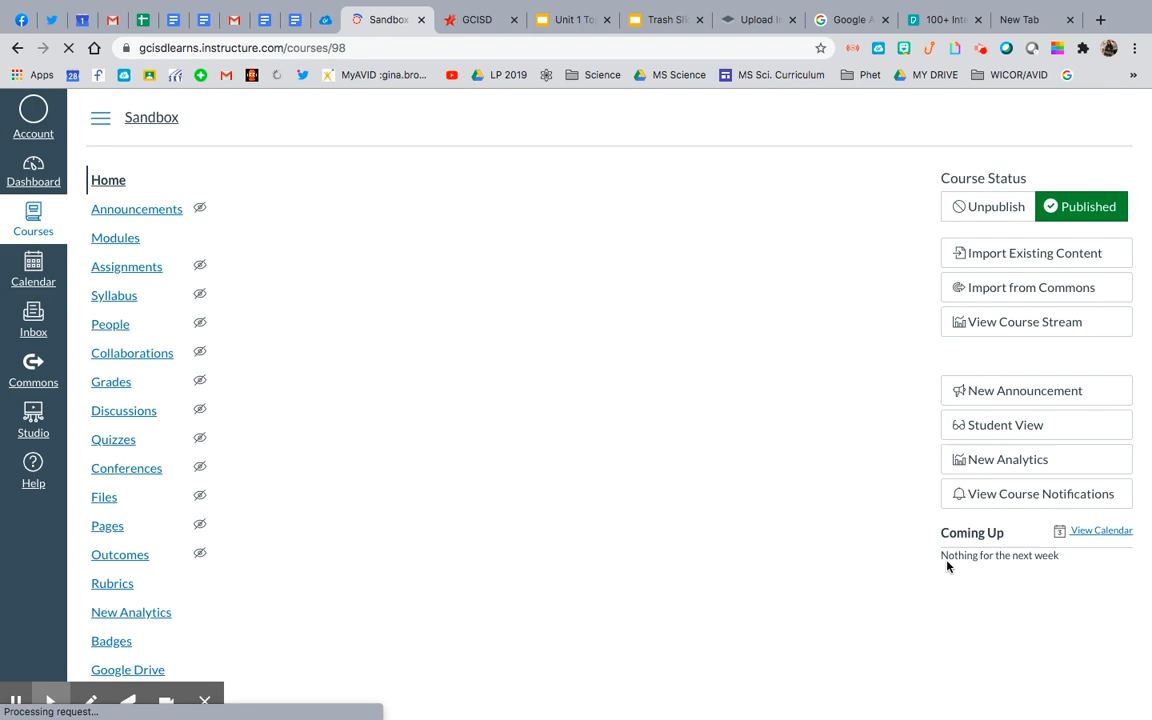 Sandbox
GCISD
Unit 1 To
Trash Sli
Upload I
Google A
100+ Int
New Tab
gcisdlearns.instructure.com/courses/98
Apps
28
MyAVID :gina.bro...
LP 2019
Science
MS Science
MS Sci. Curriculum
Phet
MY DRIVE
WICOR/AVID
»
Account
Dashboard
Courses
Calendar
Inbox
Commons
Studio
Help
Sandbox
Home
Announcements
Modules
Assignments
Syllabus
People
Collaborations
Grades
Discussions
Quizzes
Conferences
Files
Pages
Outcomes
Rubrics
New Analytics
Badges
Google Drive
Course Status
Unpublish Published
Import Existing Content
Import from Commons
View Course Stream
New Announcement
Student View
New Analytics
View Course Notifications
Coming Up View Calendar
Nothing for the next week
Processing request...